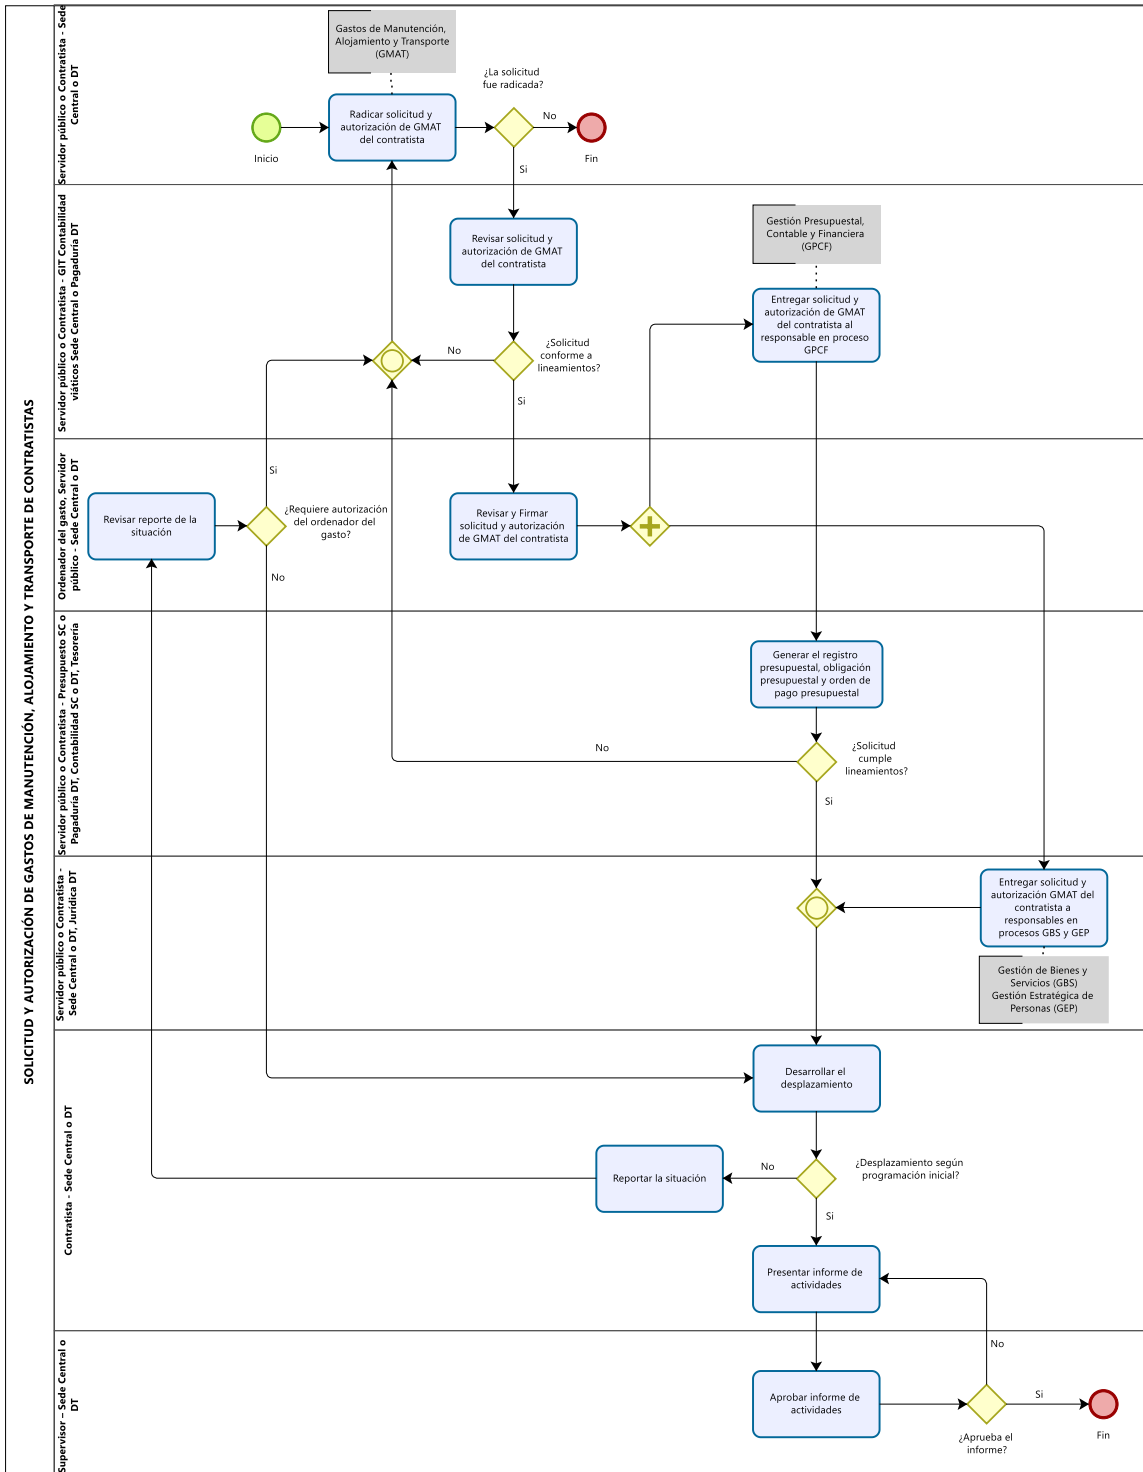 SOLICITUD Y AUTORIZACIÓN DE GASTOS DE MANUTENCIÓN, ALOJAMIENTO Y TRANSPORTE DE CONTRATISTAS
Servidor público o Contratista - Sede
Central o DT
Gastos de Manutención,
Alojamiento y Transporte
(GMAT)
¿La solicitud
fue radicada?
Inicio
Radicar solicitud y
autorización de GMAT
del contratista
No
Fin
Si
Servidor público o Contratista - GIT Contabilidad
viáticos Sede Central o Pagaduría DT
Revisar solicitud y
autorización de GMAT
del contratista
Gestión Presupuestal,
Contable y Financiera
(GPCF)
Entregar solicitud y
autorización de GMAT
del contratista al
responsable en proceso
GPCF
No
¿Solicitud
conforme a
lineamientos?
Si
Ordenador del gasto, Servidor
público - Sede Central o DT
Si
Revisar reporte de la
situación
¿Requiere autorización
del ordenador del
gasto?
No
Revisar y Firmar
solicitud y autorización
de GMAT del contratista
Servidor público o Contratista - Presupuesto SC o
Pagaduría DT, Contabilidad SC o DT, Tesorería
Generar el registro
presupuestal, obligación
presupuestal y orden de
pago presupuestal
No
¿Solicitud
cumple
lineamientos?
Si
Servidor público o Contratista -
Sede Central o DT, Jurídica DT
Entregar solicitud y
autorización GMAT del
contratista a
responsables en
procesos GBS y GEP
Gestión de Bienes y
Servicios (GBS)
Gestión Estratégica de
Personas (GEP)
Contratista - Sede Central o DT
Desarrollar el
desplazamiento
Reportar la situación
No
¿Desplazamiento según
programación inicial?
Si
Presentar informe de
actividades
Supervisor – Sede Central o
DT
No
Aprobar informe de
actividades
Si
¿Aprueba el
informe?
Fin